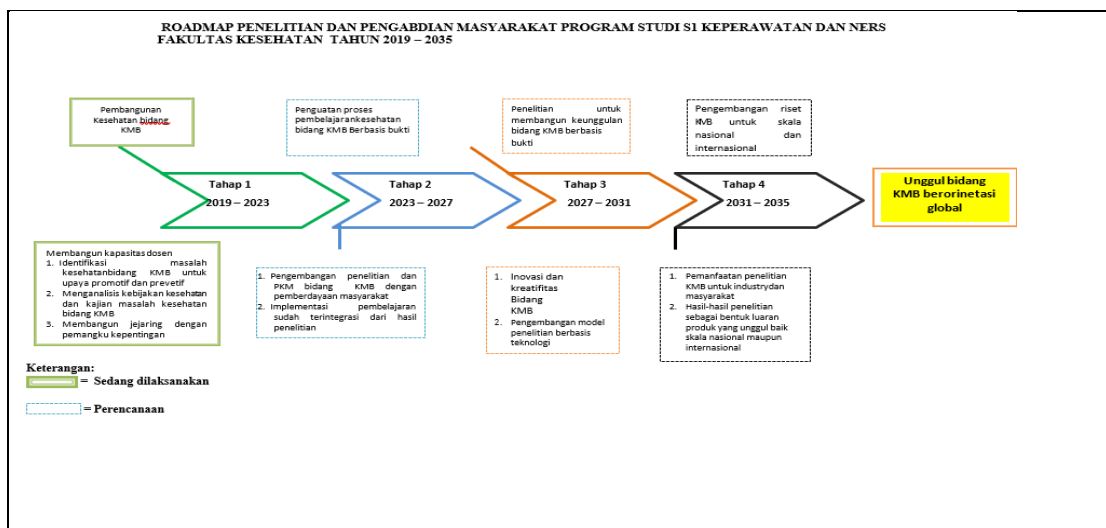 ROADMAP PENELITIAN DAN PENGABDIAN MASYARAKAT PROGRAM STUDI S1 KEPERAWATAN DAN NERS
FAKULTAS KESEHATAN TAHUN 2019 – 2035
Pembangunan
Kesehatan bidang
KMB
Penguatan proses
pembelajarankesehatan
bidang KMB Berbasis bukti
Penelitian untuk
membangun keunggulan
bidang KMB berbasis
bukti
Pengembangan riset
KMB untuk skala
nasional dan
internasional
Tahap 1
2019 – 2023
Tahap 2
2023 – 2027
Tahap 3
2027 – 2031
Tahap 4
2031 – 2035
Unggul bidang
KMB berorinetasi
global
Membangun kapasitas dosen
1. Identifikasi masalah
kesehatanbidang KMB untuk
upaya promotif dan prevetif
2. Menganalisis kebijakan kesehatan
dan kajian masalah kesehatan
bidang KMB
3. Membangun jejaring dengan
pemangku kepentingan
1. Pengembangan penelitian dan
PKM bidang KMB dengan
pemberdayaan masyarakat
2. Implementasi pembelajaran
sudah terintegrasi dari hasil
penelitian
1. Inovasi dan
kreatifitas
Bidang
KMB
2. Pengembangan model
penelitian berbasis
teknologi
1. Pemanfaatan penelitian
KMB untuk industrydan
masyarakat
2. Hasil-hasil penelitian
sebagai bentuk luaran
produk yang unggul baik
skala nasional maupun
internasional
Keterangan:
= Sedang dilaksanakan
= Perencanaan